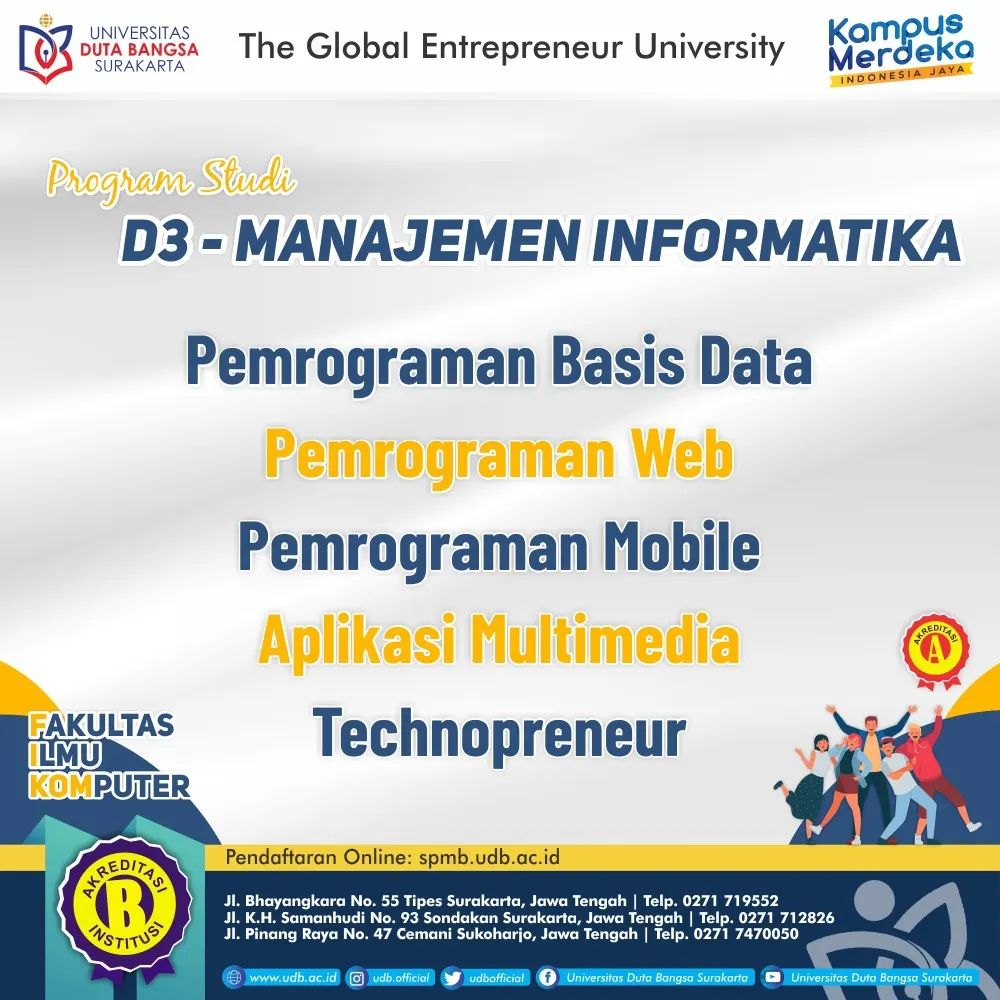 UNIVERSITAS
DUTA BANGSA
SURAKARTA
The Global Entrepreneur University
Kampus
Merdeka
INDONESIA JAYA
Program Studi
D3 - MANAJEMEN INFORMATIKA
Pemrograman Basis Data
Pemrograman Web
Pemrograman Mobile
Aplikasi Multimedia
Technopreneur
AKREDITASI
A
FAKULTAS
ILMU
KOMPUTER
AKREDITASI
B
INSTITUSI
Pendaftaran Online: spmb.udb.ac.id
Jl. Bhayangkara No. 55 Tipes Surakarta, Jawa Tengah | Telp. 0271 719552
Jl. K.H. Samanhudi No. 93 Sondakan Surakarta, Jawa Tengah | Telp. 0271 712826
Jl. Pinang Raya No. 47 Cemani Sukoharjo, Jawa Tengah | Telp. 0271 7470050
www.udb.ac.id udb.official udbofficial Universitas Duta Bangsa Surakarta Universitas Duta Bangsa Surakarta